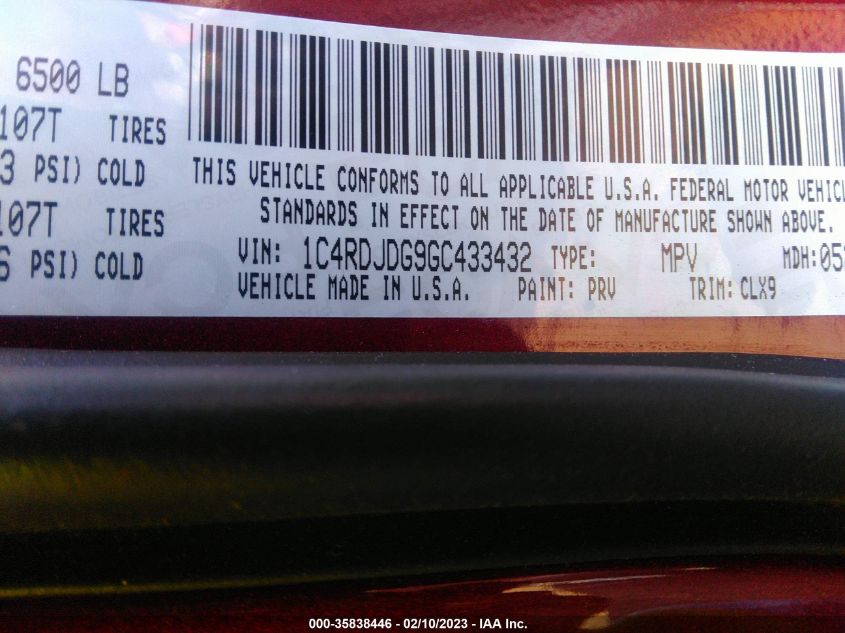 6500 LB
107T TIRES
3 PSI) COLD
107T TIRES
PSI) COLD
THIS VEHICLE CONFORMS TO ALL APPLICABLE U.S.A. FEDERAL MOTOR VEHICL
STANDARDS IN EFFECT ON THE DATE OF MANUFACTURE SHOWN ABOVE.
VIN: 1C4RDJDG9GC433432 TYPE: MPV MDH:05
VEHICLE MADE IN U.S.A. PAINT: PRV TRIM: CLX9
000-35838446 - 02/10/2023 - IAA Inc.